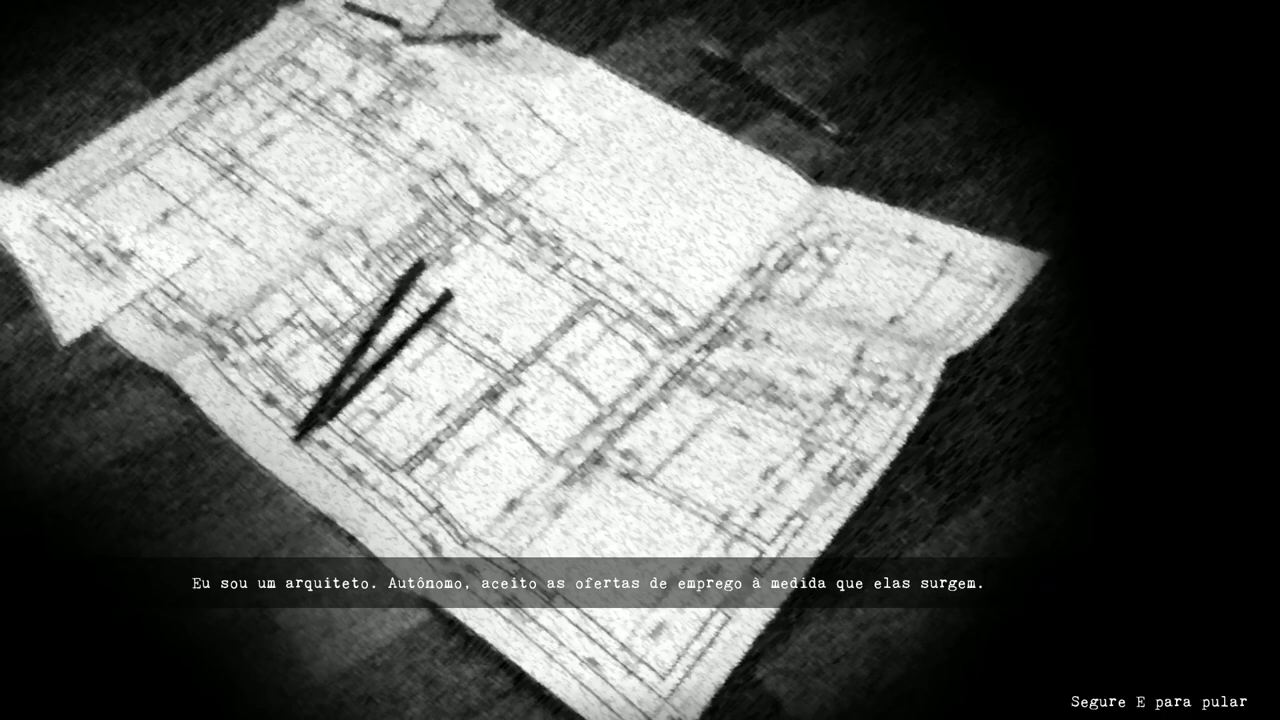 Eu sou um arquiteto. Autônomo, aceito as ofertas de emprego à medida que elas surgem.
Segure E para pular